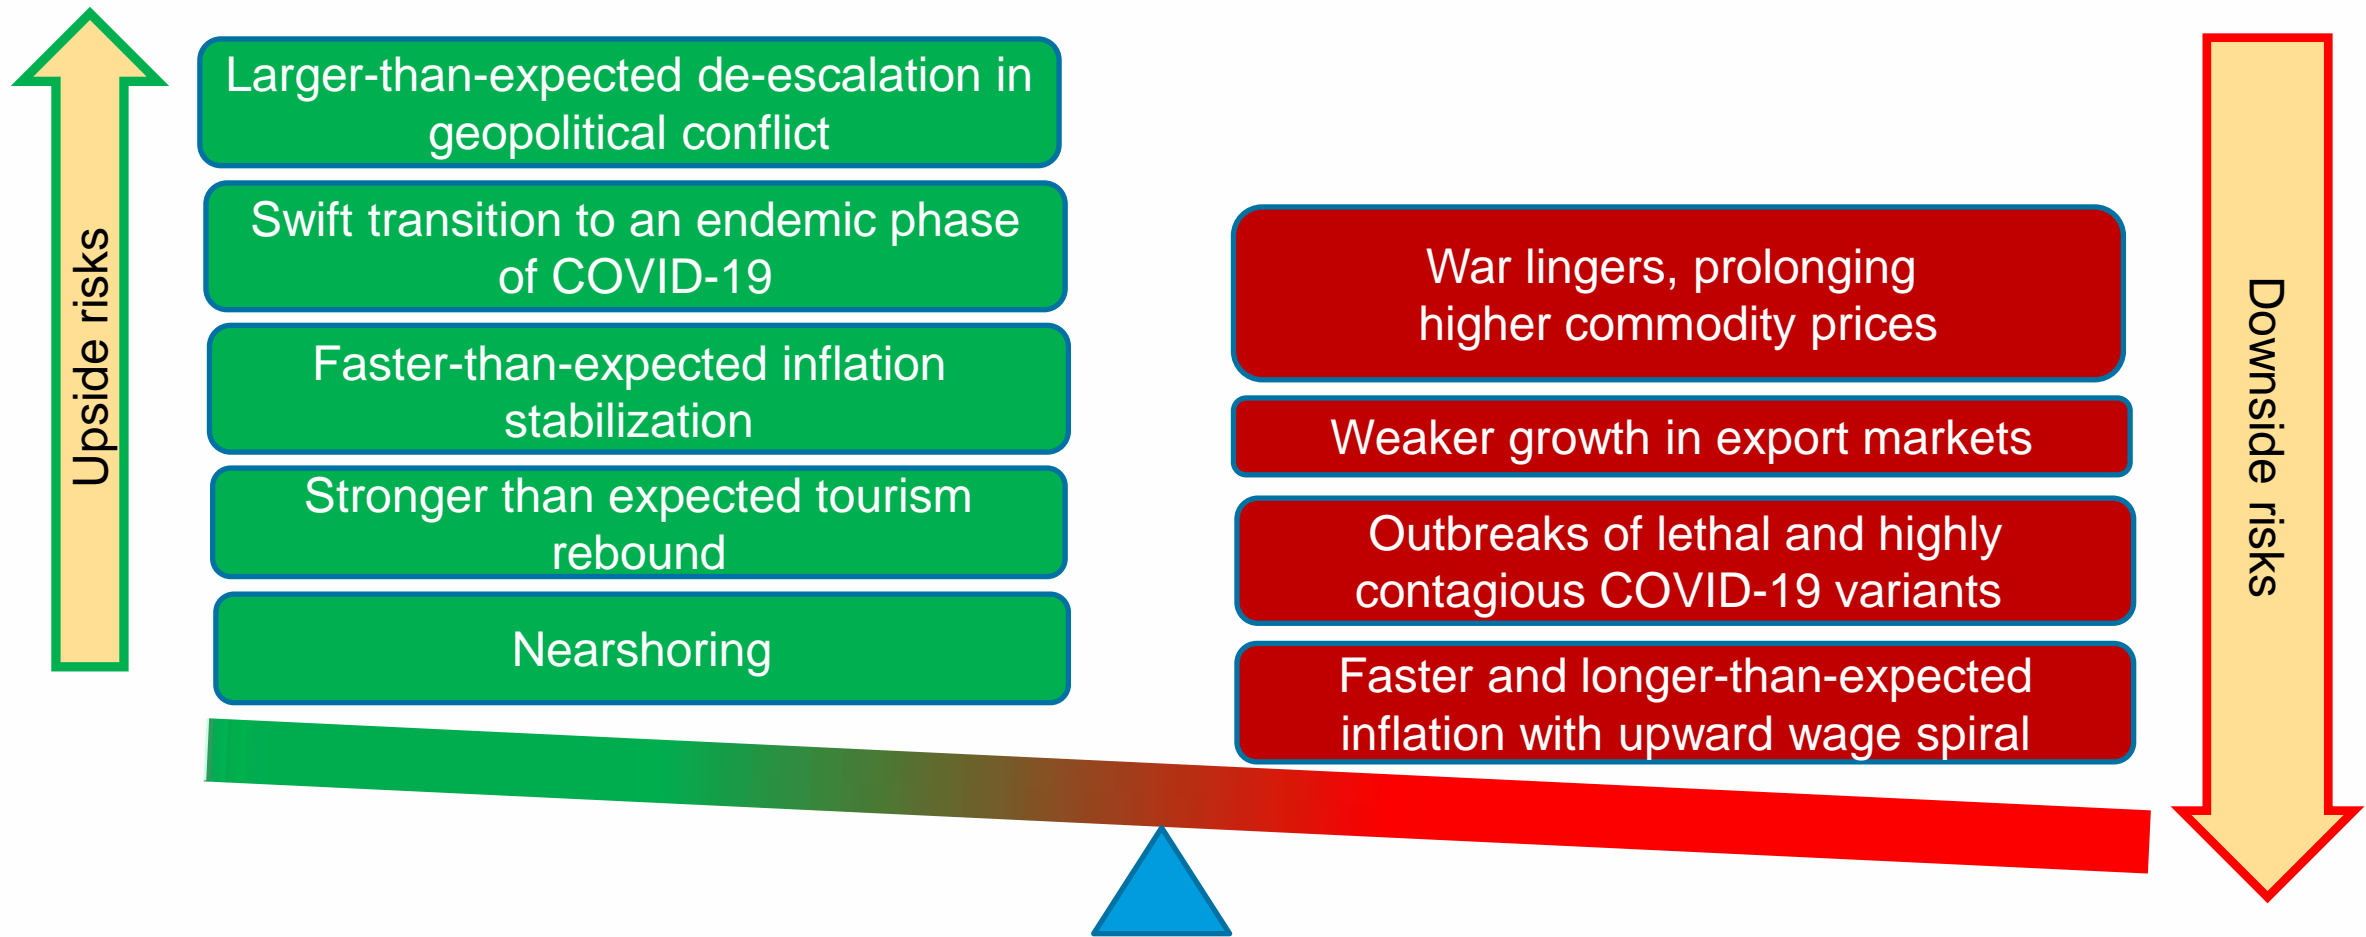 Upside risks
Larger-than-expected de-escalation in
geopolitical conflict
Swift transition to an endemic phase
of COVID-19
Faster-than-expected inflation
stabilization
Stronger than expected tourism
rebound
Nearshoring
War lingers, prolonging
higher commodity prices
Weaker growth in export markets
Outbreaks of lethal and highly
contagious COVID-19 variants
Faster and longer-than-expected
inflation with upward wage spiral
Downside risks